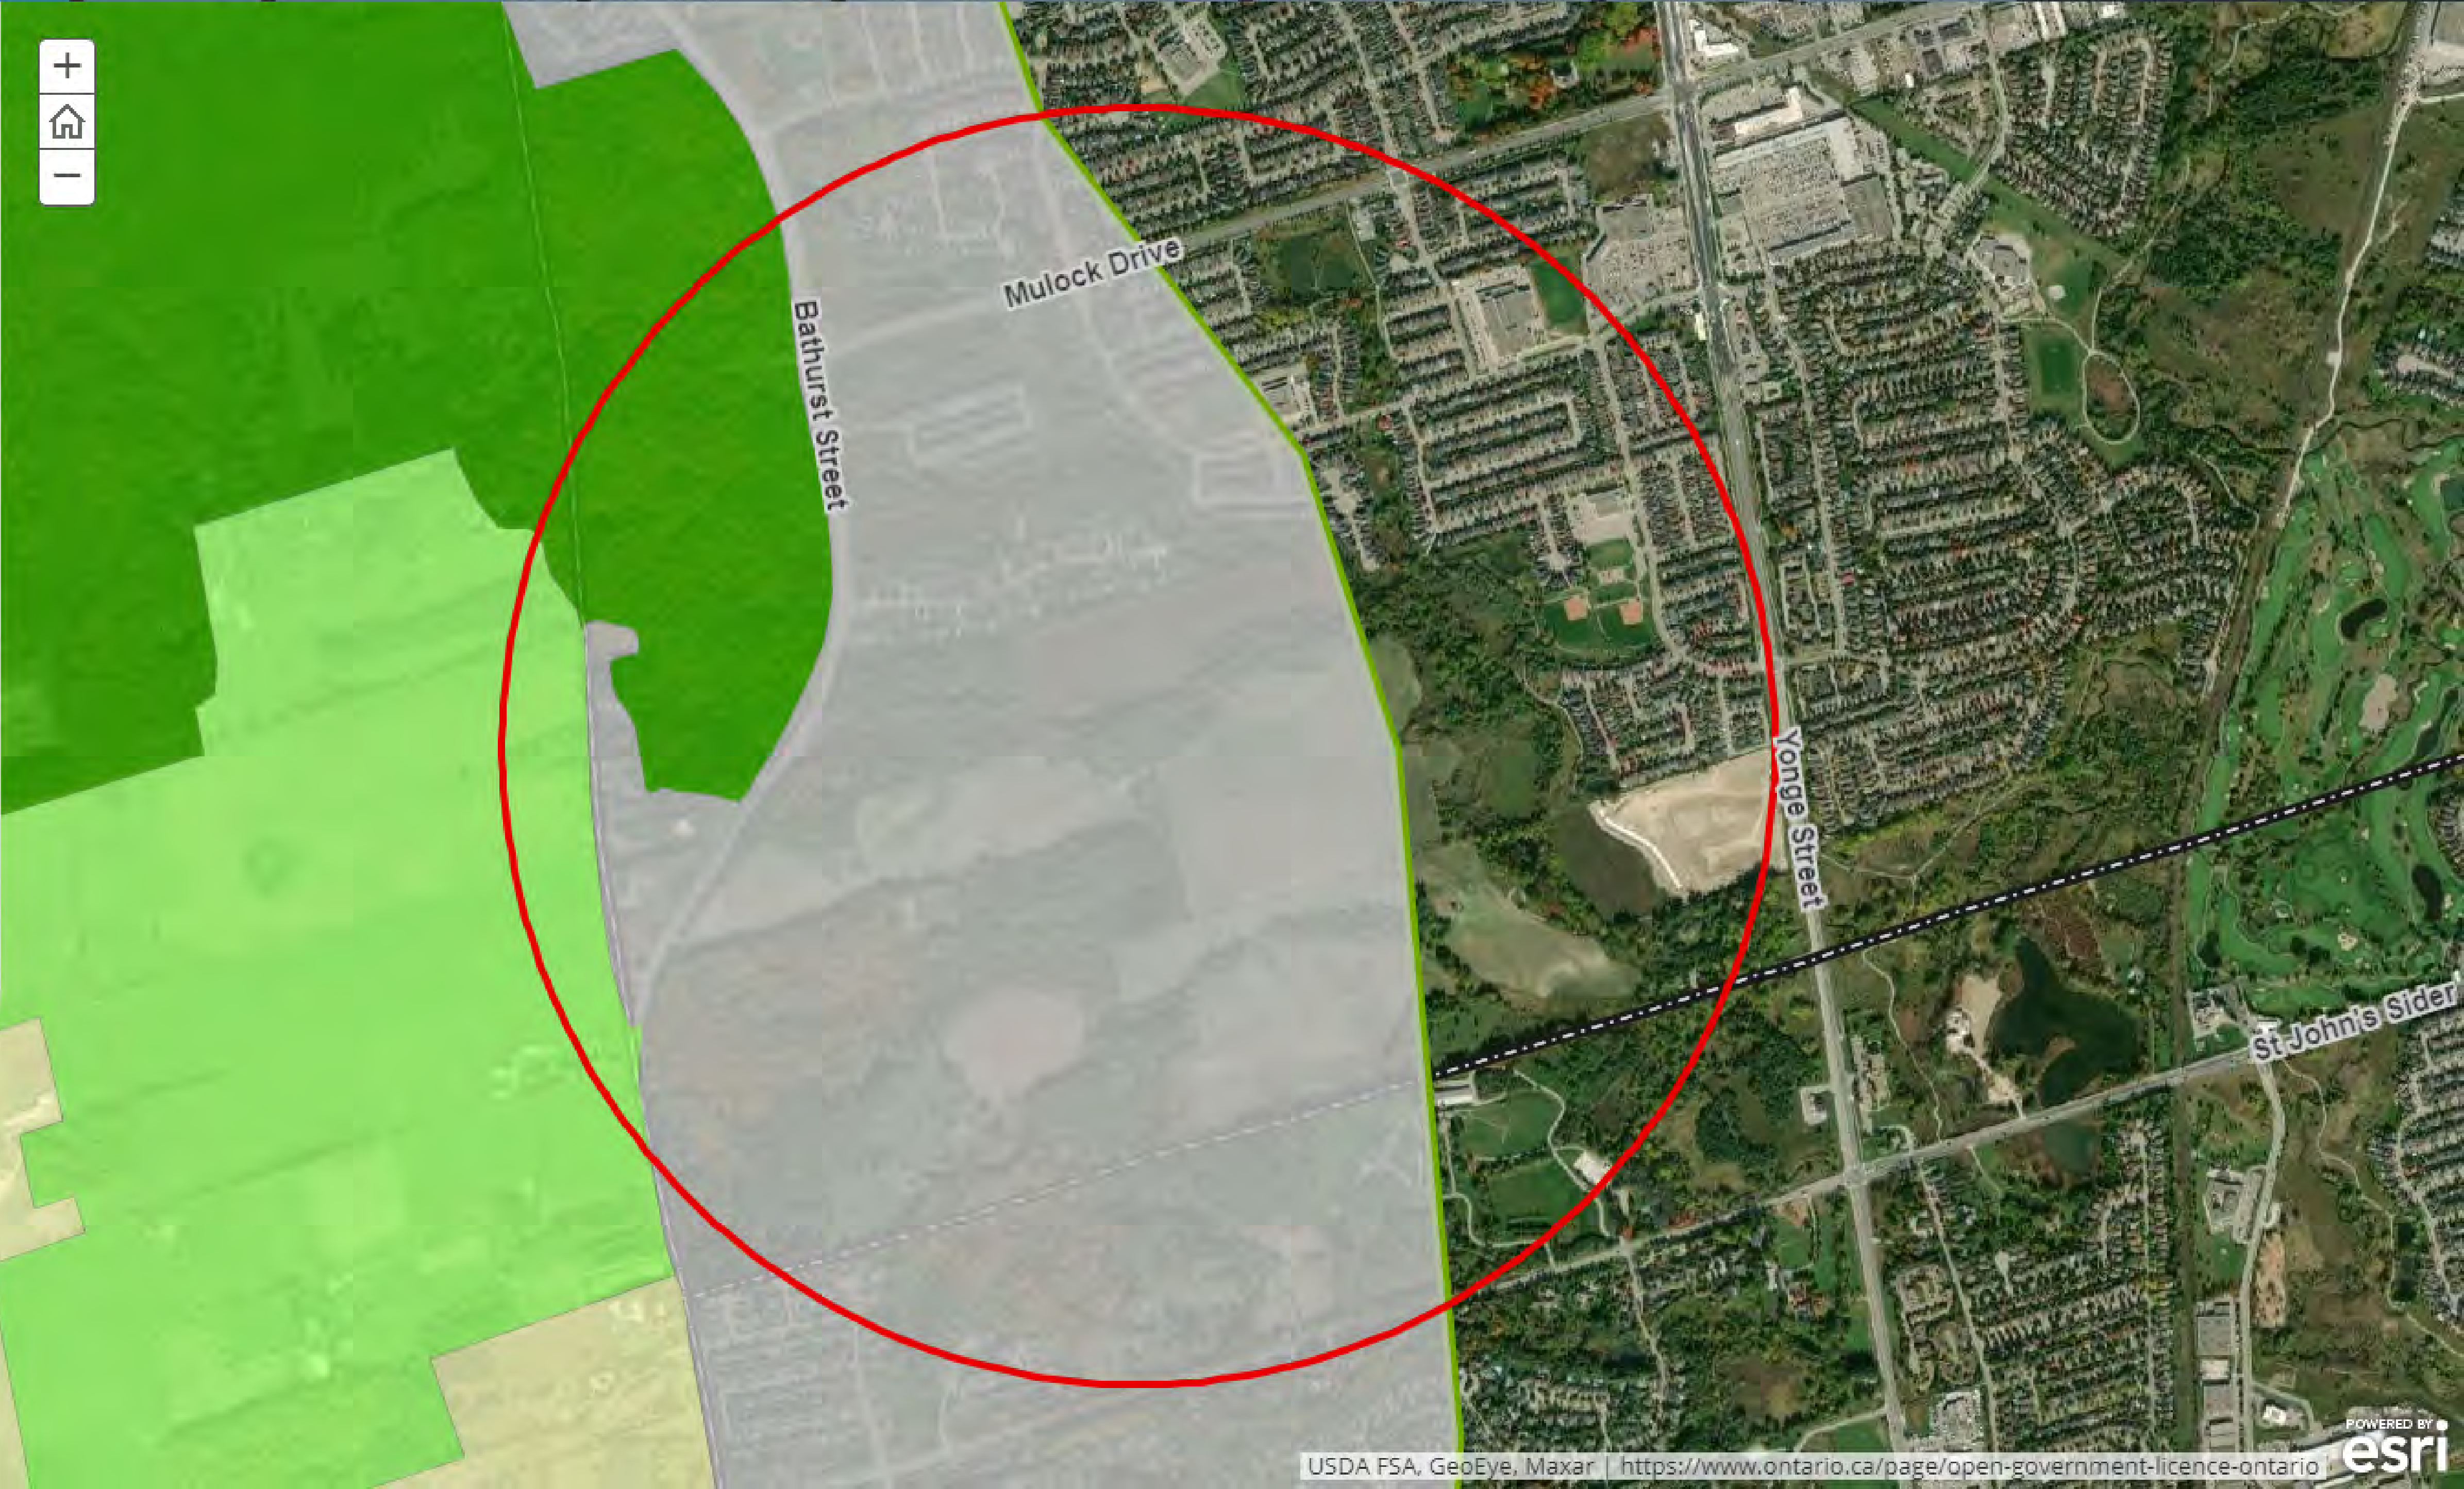 +
−
Mulock Drive
Bathurst Street
Yonge Street
St John's Sider
POWERED BY
esri
USDA FSA, GeoEye, Maxar | https://www.ontario.ca/page/open-government-licence-ontario